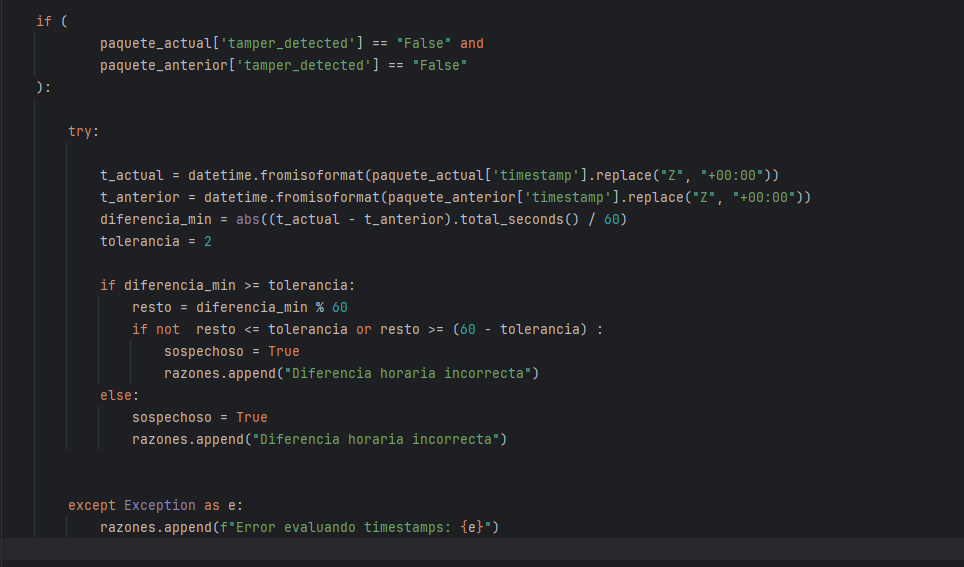 if (
paquete_actual['tamper_detected'] == "False" and
paquete_anterior['tamper_detected'] == "False"
):
try:
t_actual = datetime.fromisoformat(paquete_actual['timestamp'].replace("Z", "+00:00"))
t_anterior = datetime.fromisoformat(paquete_anterior['timestamp'].replace("Z", "+00:00"))
diferencia_min = abs((t_actual - t_anterior).total_seconds() / 60)
tolerancia = 2
if diferencia_min >= tolerancia:
resto = diferencia_min % 60
if not  resto <= tolerancia or resto >= (60 - tolerancia) :
sospechoso = True
razones.append("Diferencia horaria incorrecta")
else:
sospechoso = True
razones.append("Diferencia horaria incorrecta")
except Exception as e:
razones.append(f"Error evaluando timestamps: {e}")